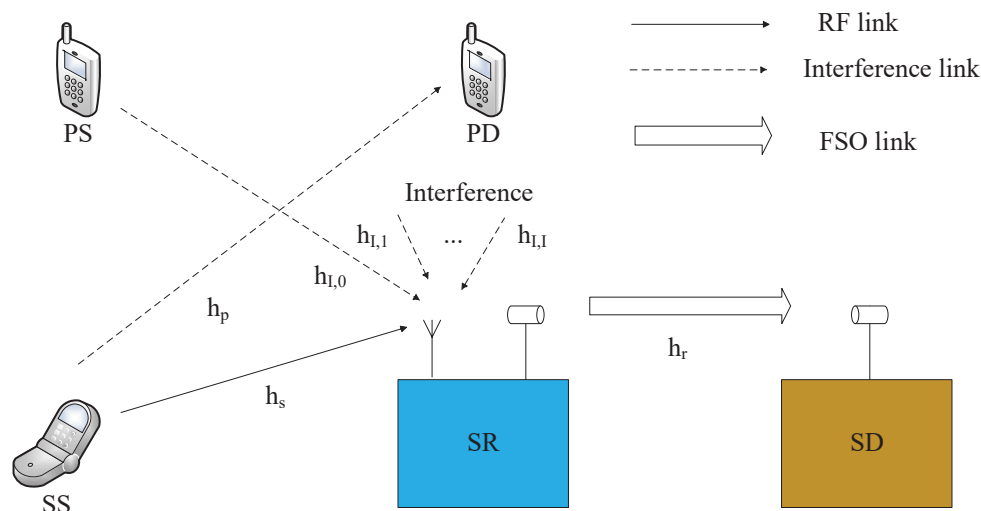 RF link
Interference link
FSO link
PS
PD
Interference
h_{I,1}
...
h_{I,I}
h_{I,0}
h_p
h_s
h_r
SR
SD
SS